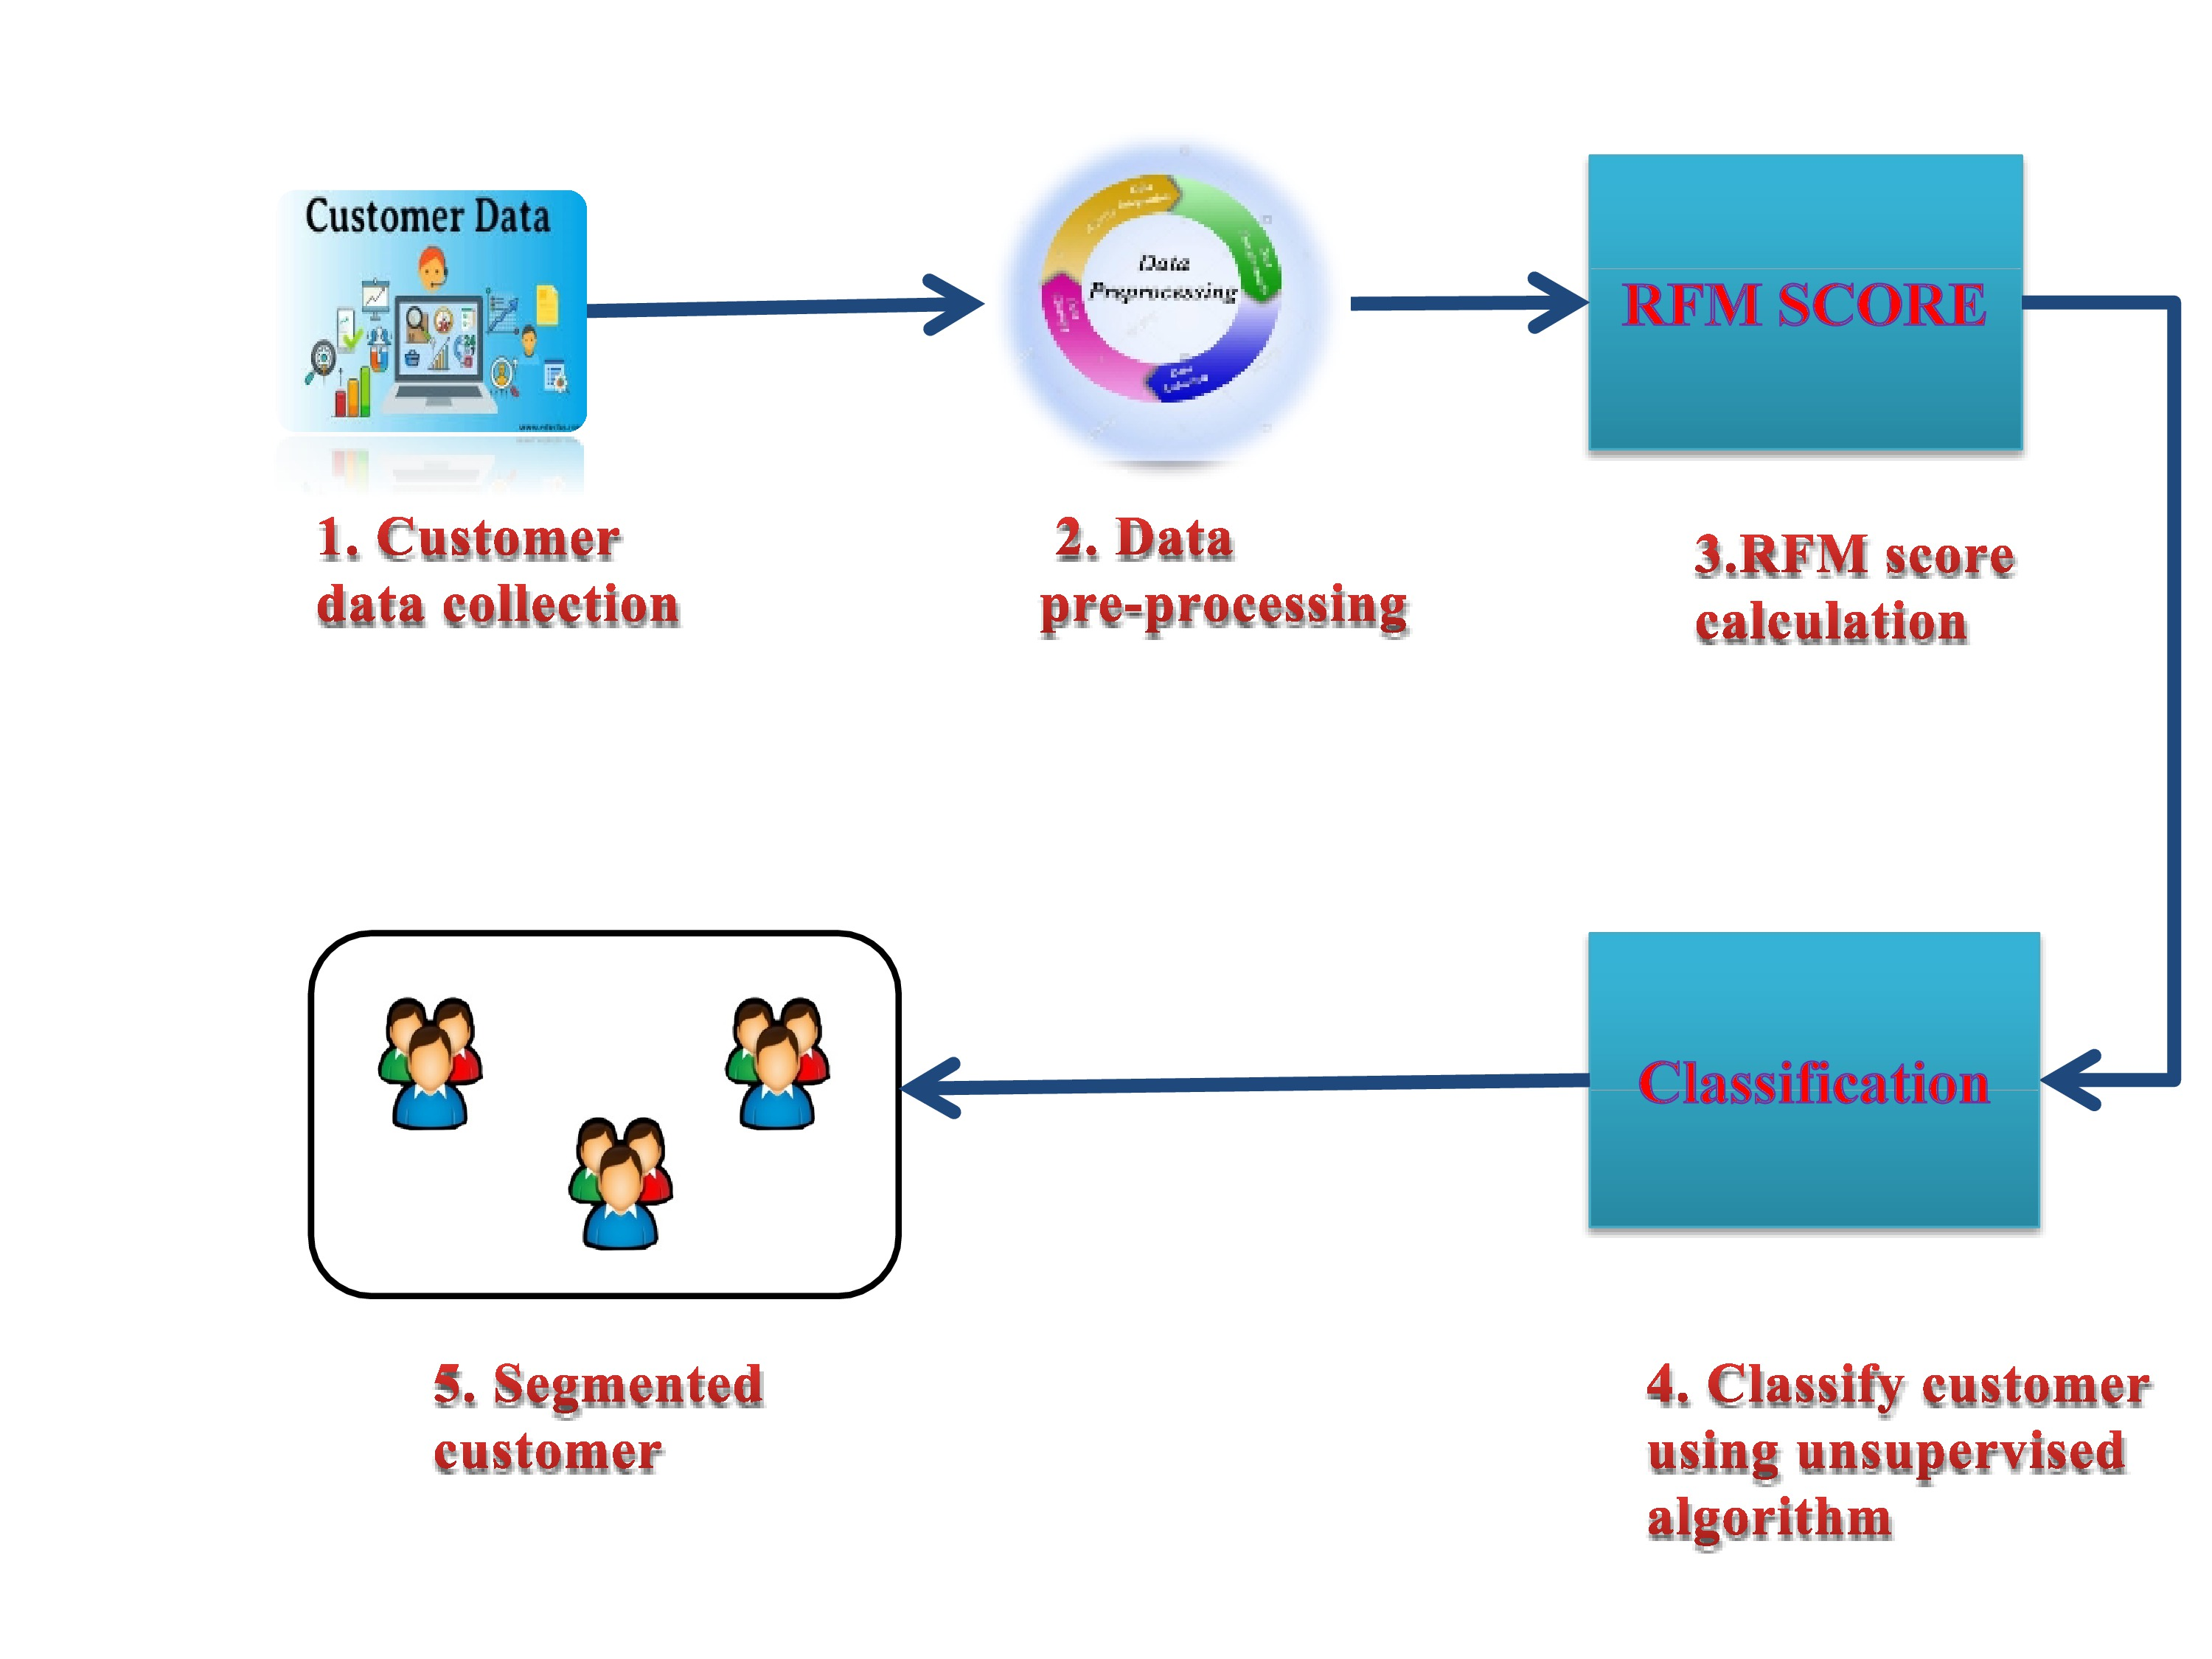 Customer Data
Data
Preprocessing
RFM SCORE
1. Customer
data collection
2. Data
pre-processing
3.RFM score
calculation
Classification
5. Segmented
customer
4. Classify customer
using unsupervised
algorithm